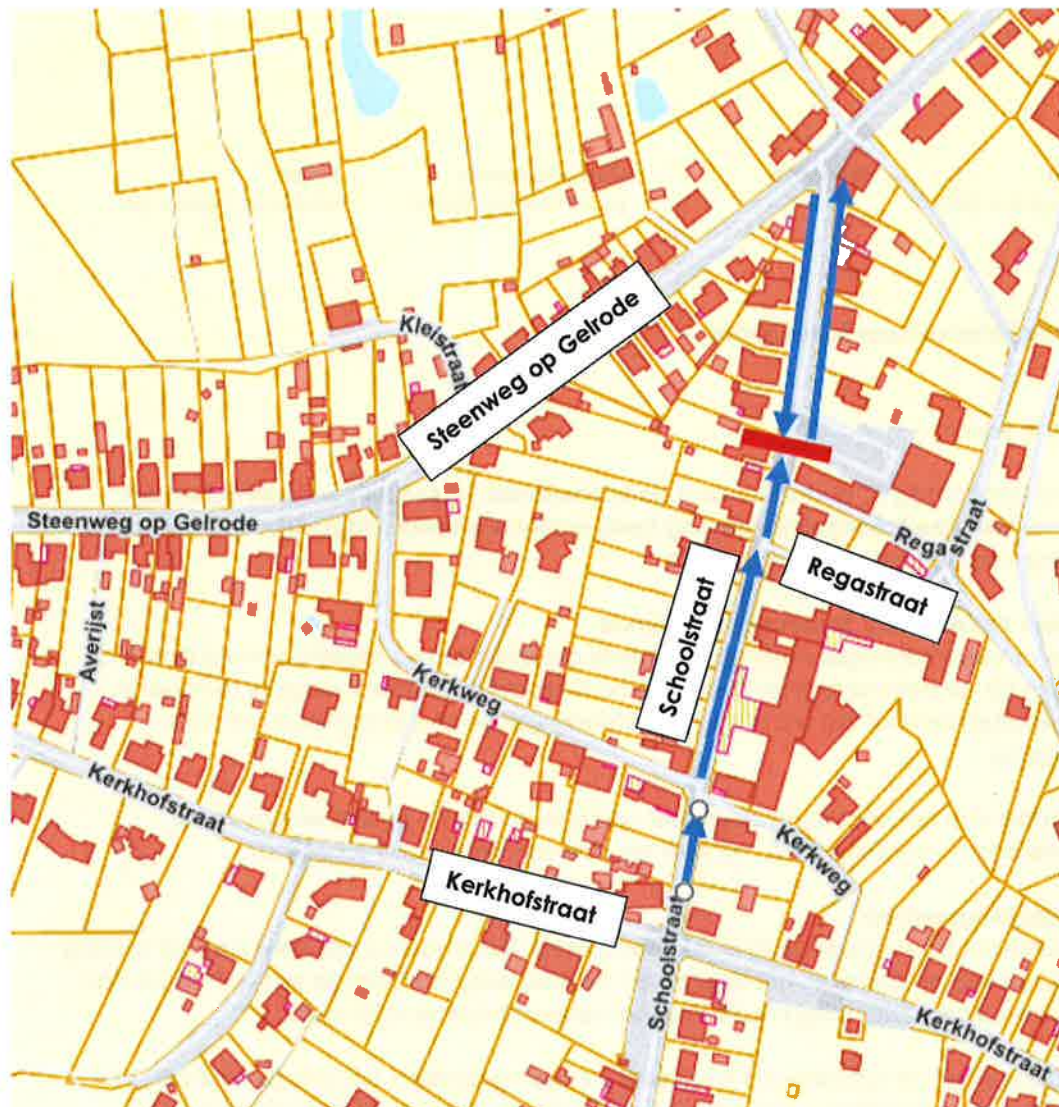 Kleistraat
Steenweg op Gelrode
Steenweg op Gelrode
Regastraat
Regastraat
Schoolstraat
Averijst
Kerkweg
Kerkhofstraat
Kerkweg
Kerkhofstraat
Schoolstraat
Kerkhofstraat